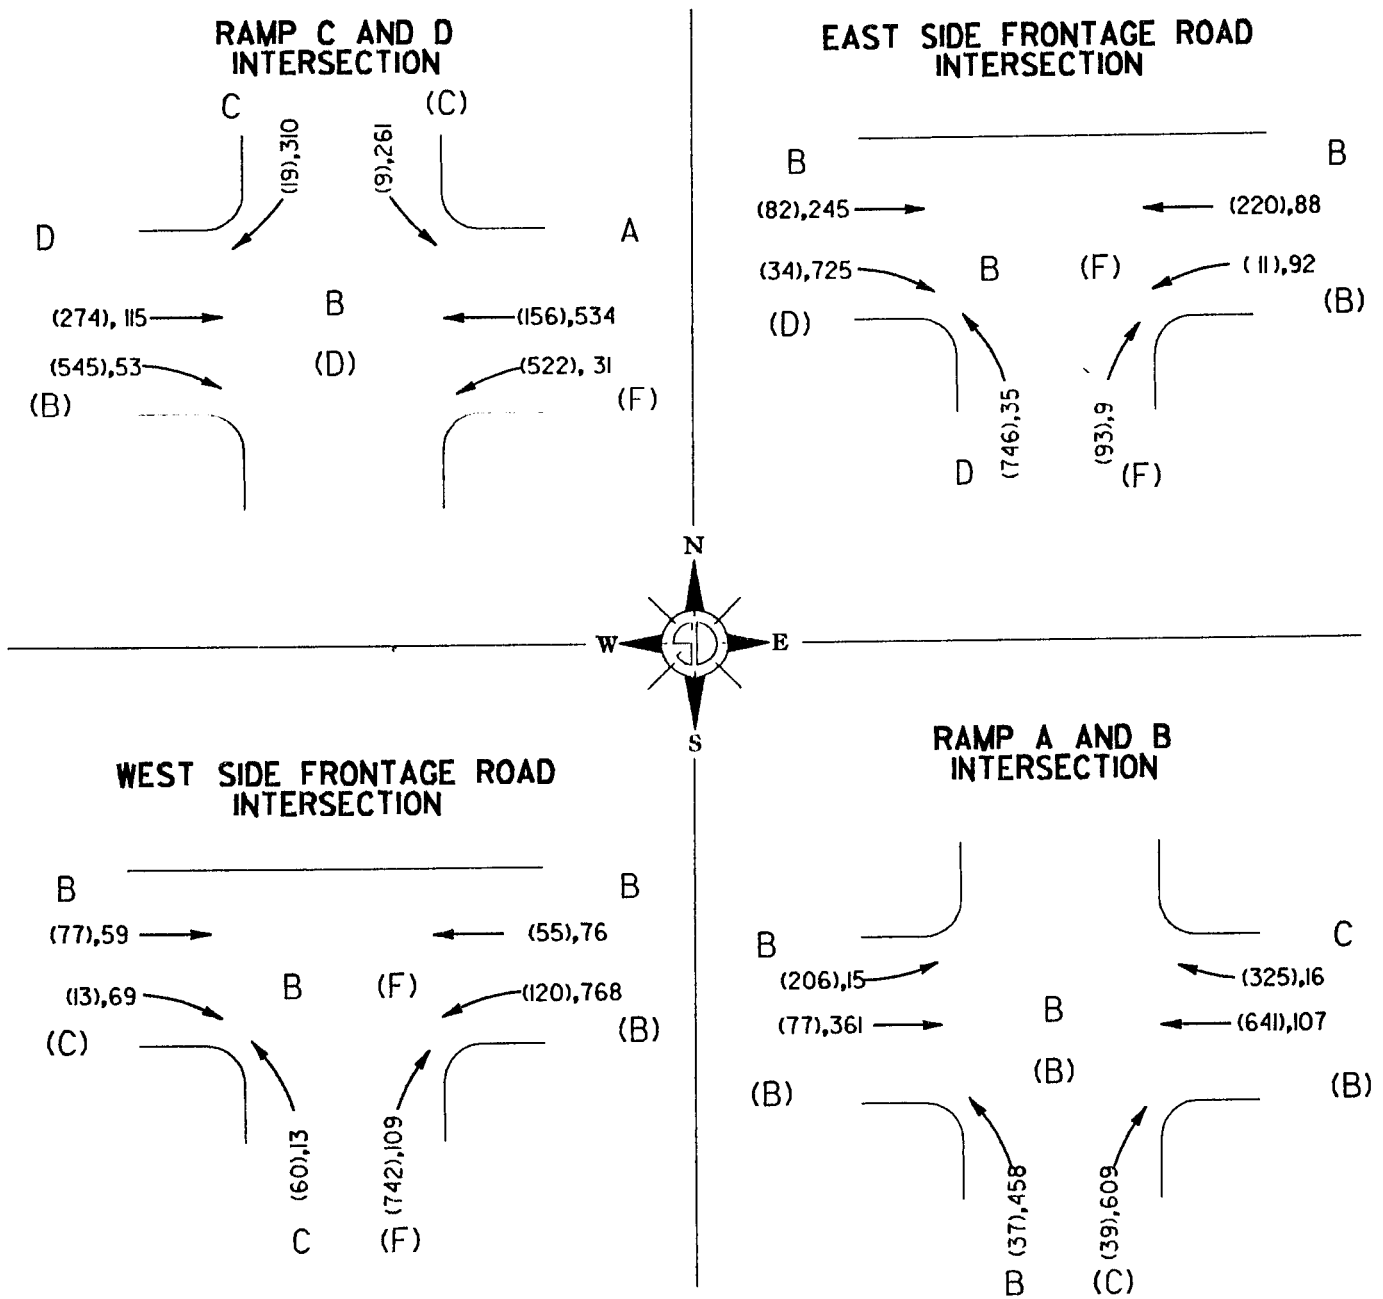 RAMP C AND D
INTERSECTION
C (C)
(19),310
(9),261
D
A
(274), 115
B
(156),534
(545),53
(D)
(522), 31
(B)
(F)
EAST SIDE FRONTAGE ROAD
INTERSECTION
B
B
(82),245
(220),88
(34),725
B (F)
(11),92
(D)
(B)
(746),35
(93),9
D (F)
N
W E
S
WEST SIDE FRONTAGE ROAD
INTERSECTION
B
B
(77),59
(55),76
(13),69
B (F)
(120),768
(C)
(B)
(60),13
(742),109
C (F)
RAMP A AND B
INTERSECTION
B
C
(206),15
(325),16
(77),361
B
(641),107
(B)
(B)
(B)
(37),458
(39),609
B (C)